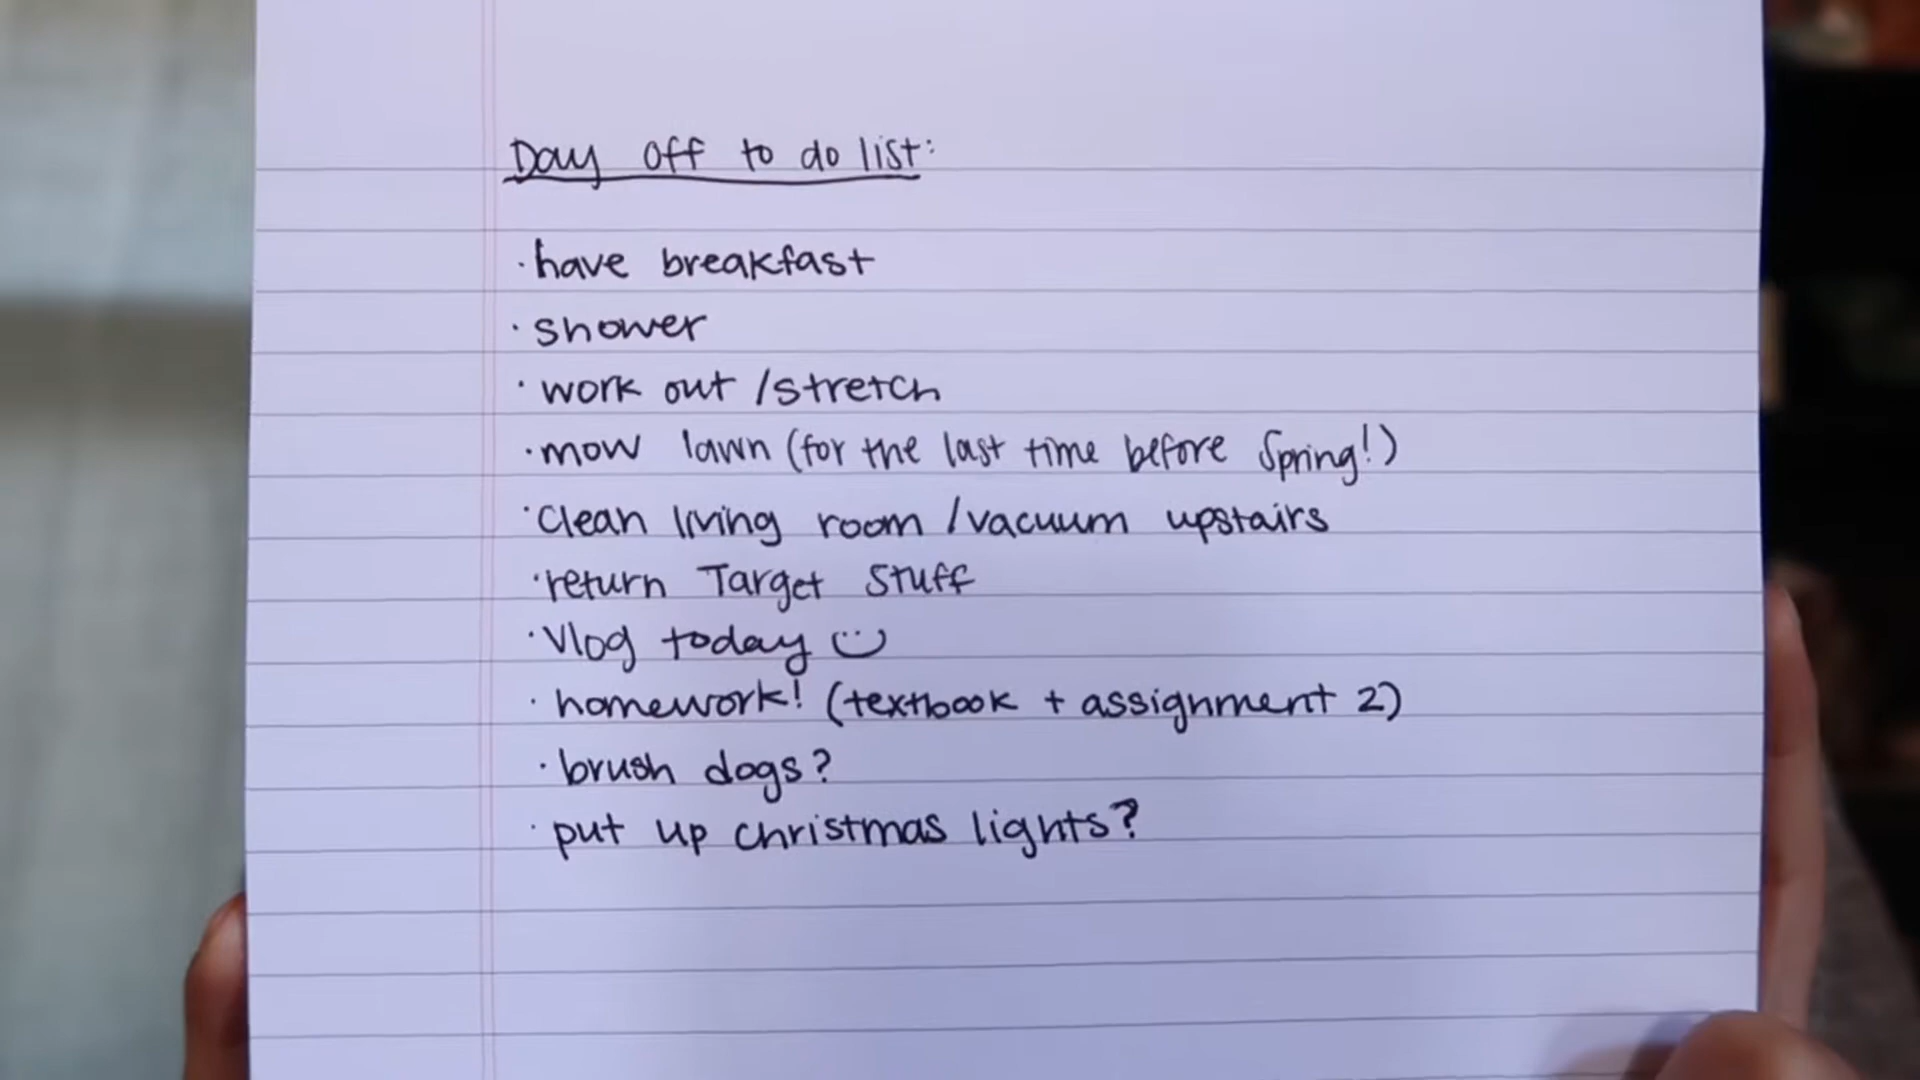 Day off to do list:
· have breakfast
· shower
· work out /stretch
· mow lawn (for the last time before Spring!)
· clean living room /vacuum upstairs
· return Target Stuff
· Vlog today :)
· homework! (textbook + assignment 2)
· brush dogs?
· put up christmas lights?